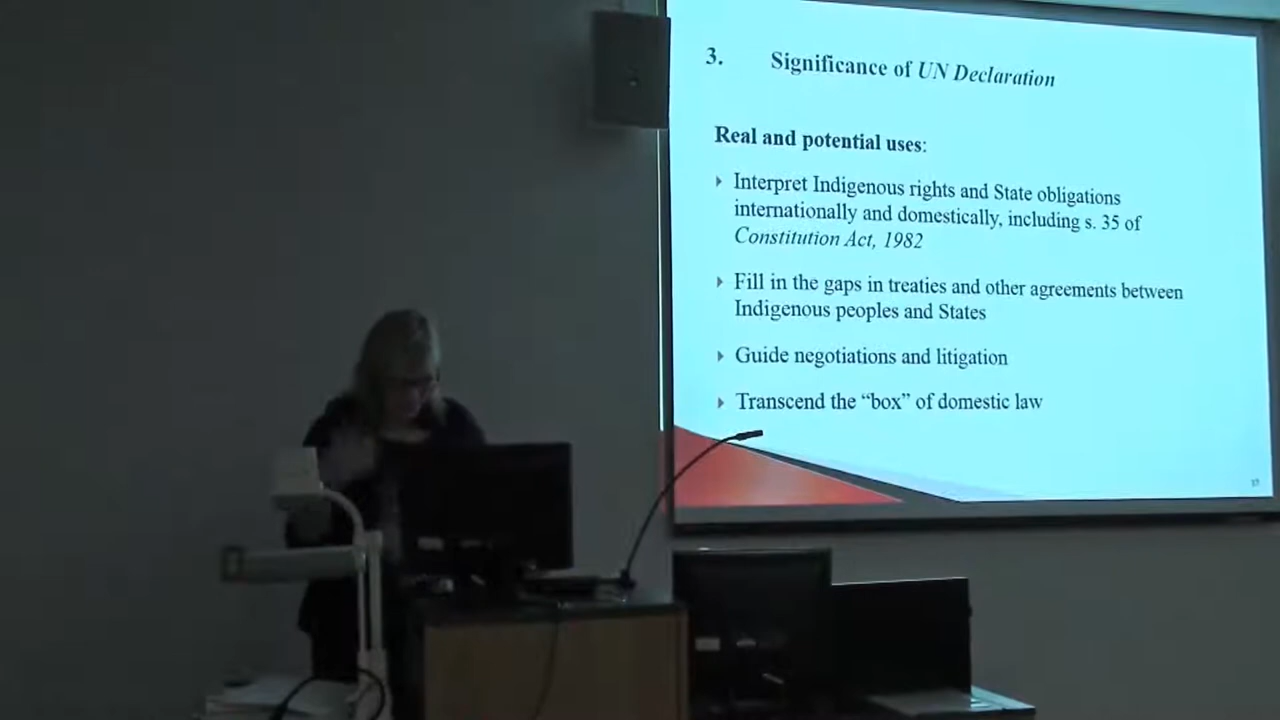 3. Significance of UN Declaration
Real and potential uses:
Interpret Indigenous rights and State obligations
internationally and domestically, including s. 35 of
Constitution Act, 1982
Fill in the gaps in treaties and other agreements between
Indigenous peoples and States
Guide negotiations and litigation
Transcend the “box” of domestic law